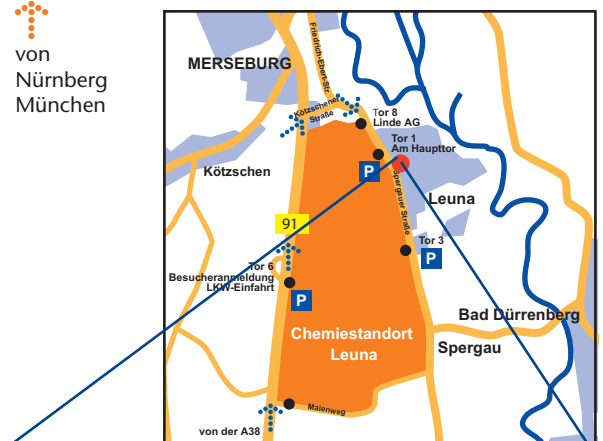 von
Nürnberg
München
MERSEBURG
Friedrich-Ebert-Str.
Kötzschener
Straße
Tor 8
Linde AG
Tor 1
Am Haupttor
P
Kötzschen
Spergauer Straße
Leuna
91
Tor 3
P
Tor 6
Besucheranmeldung
LKW-Einfahrt
P
Bad Dürrenberg
Chemiestandort
Leuna
Spergau
Maienweg
von der A38